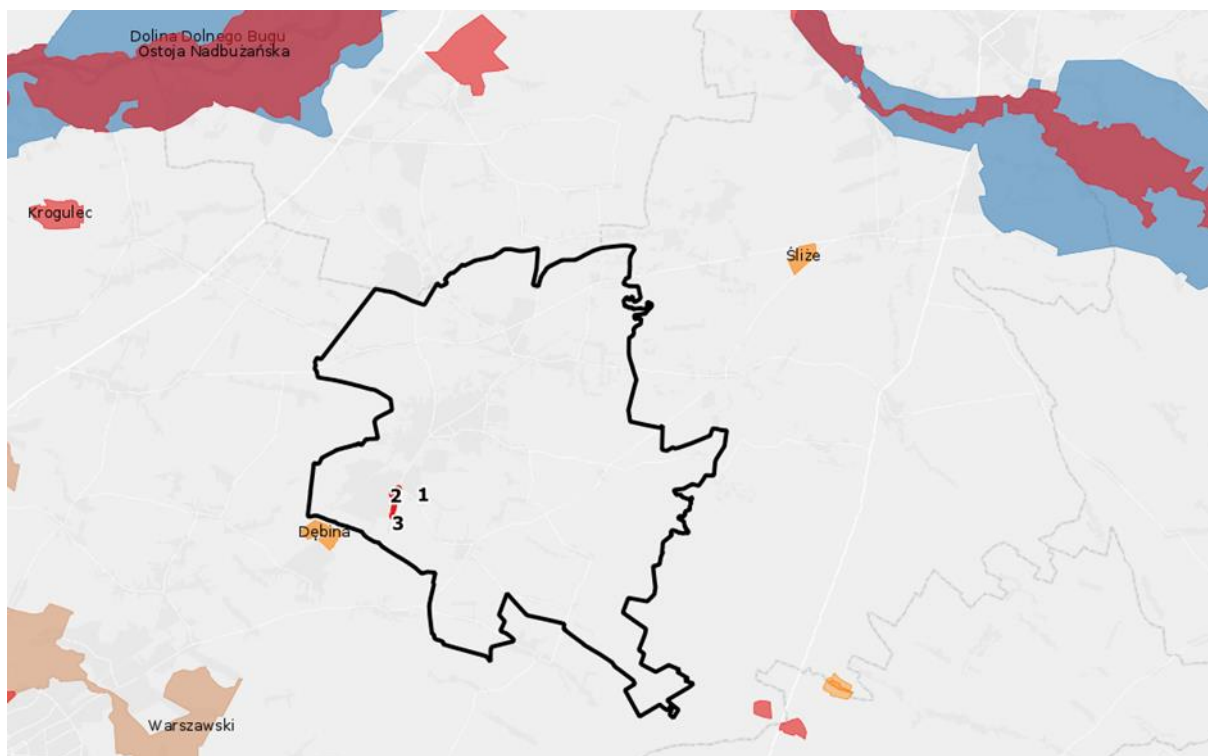 Dolina Dolnego Bugu
Ostoja Nadbużańska
Krogulec
Śliże
2 1
3
Dębina
Warszawski